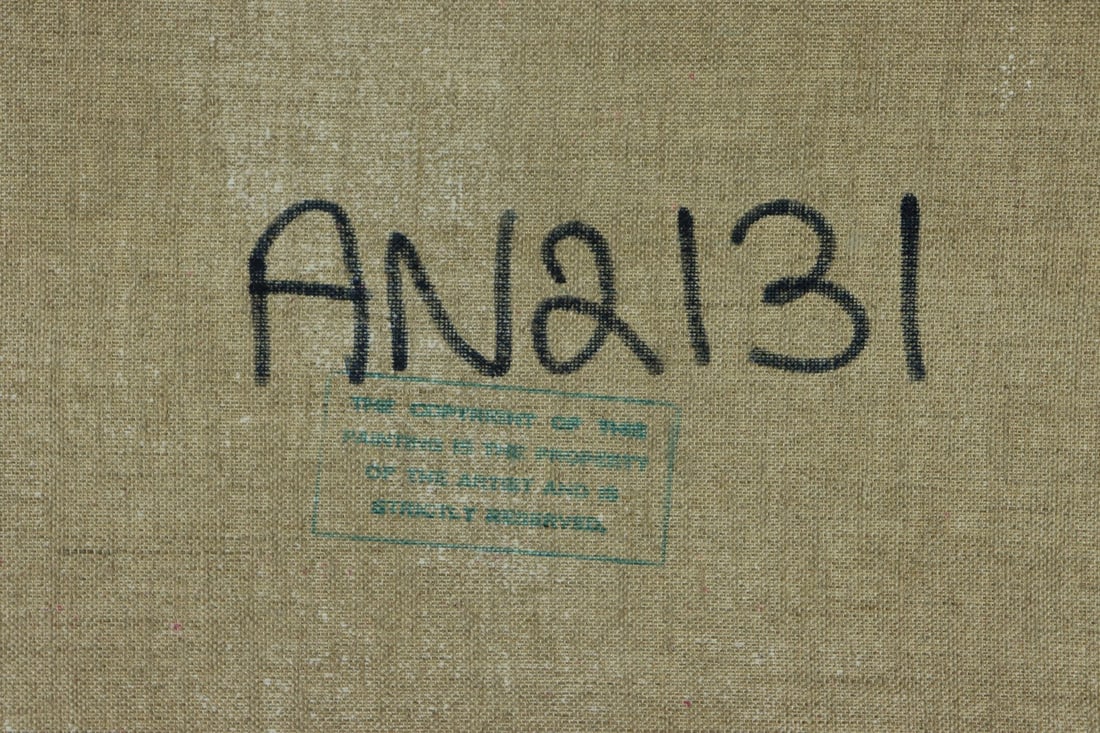 AN2131
THE COPYRIGHT OF THIS
PAINTING IS THE PROPERTY
OF THE ARTIST AND IS
STRICTLY RESERVED.